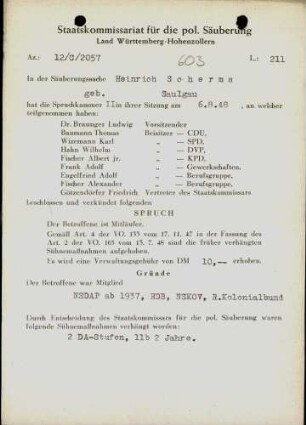 Staatskommissariat für die pol. Säuberung
Land Württemberg-Hohenzollern
Az.: 12/C/2057 603 L: 211
In der Säuberungssache Heinrich Scherms
geb. Saulgau
hat die Spruchkammer II in ihrer Sitzung am 6.8.48, an welcher
teilgenommen haben:
Dr. Braunger Ludwig Vorsitzender
Baumann Thomas Beisitzer — CDU,
Wizemann Karl „ — SPD,
Hahn Wilhelm „ — DVP,
Fischer Albert jr. „ — KPD,
Frank Adolf „ — Gewerkschaften.
Engelfried Adolf „ — Berufsgruppe,
Fischer Alexander „ — Berufsgruppe,
Götzendörfer Friedrich Vertreter des Staatskommissars
beschlossen und verkündet folgenden
SPRUCH
Der Betroffene ist Mitläufer.
Gemäß Art. 4 der VO. 133 vom 17. 11. 47 in der Fassung des
Art. 2 der VO. 165 vom 13. 7. 48 sind die früher verhängten
Sühnemaßnahmen aufgehoben.
Es wird eine Verwaltungsgebühr von DM 10,-- erhoben.
Gründe
Der Betroffene war Mitglied
NSDAP ab 1937, RDB, NSKOV, R.Kolonialbund
Durch Entscheidung des Staatskommissars für die pol. Säuberung waren
folgende Sühnemaßnahmen verhängt worden:
2 DA-Stufen, llb 2 Jahre.